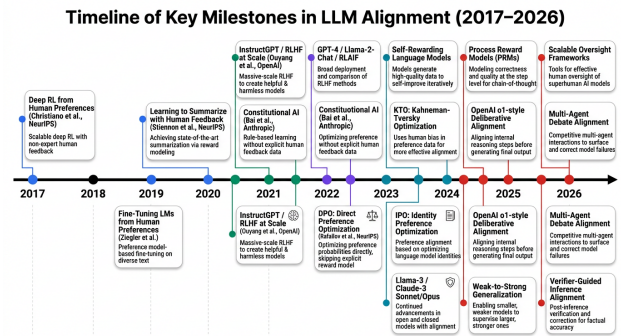 Timeline of Key Milestones in LLM Alignment (2017–2026)
InstructGPT / RLHF
at Scale (Ouyang
et al., OpenAI)
Massive-scale RLHF
to create helpful &
harmless models
GPT-4 / Llama-2-
Chat / RLAIF
Broad deployment
and comparison of
RLHF methods
Self-Rewarding
Language Models
Models generate
high-quality data to
self-improve iteratively
Process Reward
Models (PRMs)
Modeling correctness
and quality at the step
level for chain-of-thought
Scalable Oversight
Frameworks
Tools for effective
human oversight of
superhuman AI models
Deep RL from
Human Preferences
(Christiano et al.,
NeurIPS)
Scalable deep RL with
non-expert human
feedback
Learning to Summarize
with Human Feedback
(Stiennon et al., NeurIPS)
Achieving state-of-the-art
summarization via reward
modeling
Constitutional AI
(Bai et al.,
Anthropic)
Rule-based learning
without explicit human
feedback data
Constitutional AI
(Bai et al.,
Anthropic)
Optimizing preference
without explicit human
feedback data
KTO: Kahneman-
Tversky Optimization
Uses human bias in
preference data for
more effective alignment
OpenAI o1-style
Deliberative
Alignment
Aligning internal
reasoning steps before
generating final output
Multi-Agent
Debate Alignment
Competitive multi-agent
interactions to surface
and correct model failures
2017
2018
2019
2020
2021
2022
2023
2024
2025
2026
Fine-Tuning LMs from
Human Preferences
(Ziegler et al.)
Preference model-
based fine-tuning on
diverse text
InstructGPT /
RLHF at Scale
(Ouyang et al., OpenAI)
Massive-scale RLHF
to create helpful &
harmless models
DPO: Direct
Preference
Optimization
(Rafailov et al., NeurIPS)
Optimizing preference
probabilities directly,
skipping explicit
reward model
IPO: Identity
Preference
Optimization
Preference alignment
based on optimizing
language model identities
OpenAI o1-style
Deliberative
Alignment
Aligning internal
reasoning steps before
generating final output
Multi-Agent
Debate Alignment
Competitive multi-agent
interactions to surface
and correct model
failures
Llama-3 /
Claude-3
Sonnet/Opus
Continued
advancements in
open and closed
models with alignment
Weak-to-Strong
Generalization
Enabling smaller,
weaker models to
supervise larger,
stronger ones
Verifier-Guided
Inference Alignment
Post-inference
verification and
correction for factual
accuracy